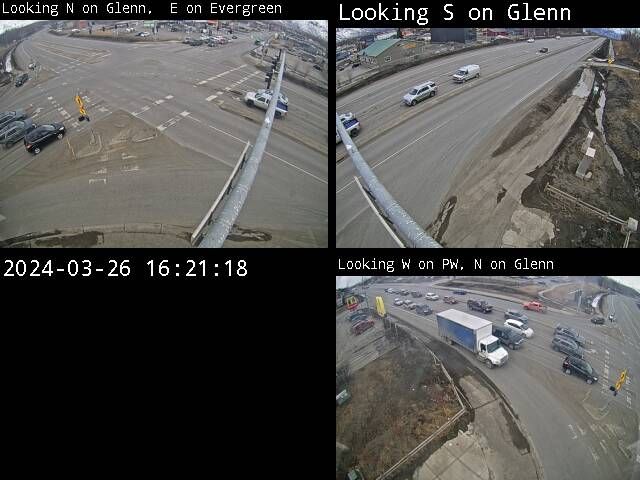 Looking N on Glenn,  E on Evergreen
Looking S on Glenn
2024-03-26 16:21:18
Looking W on PW, N on Glenn